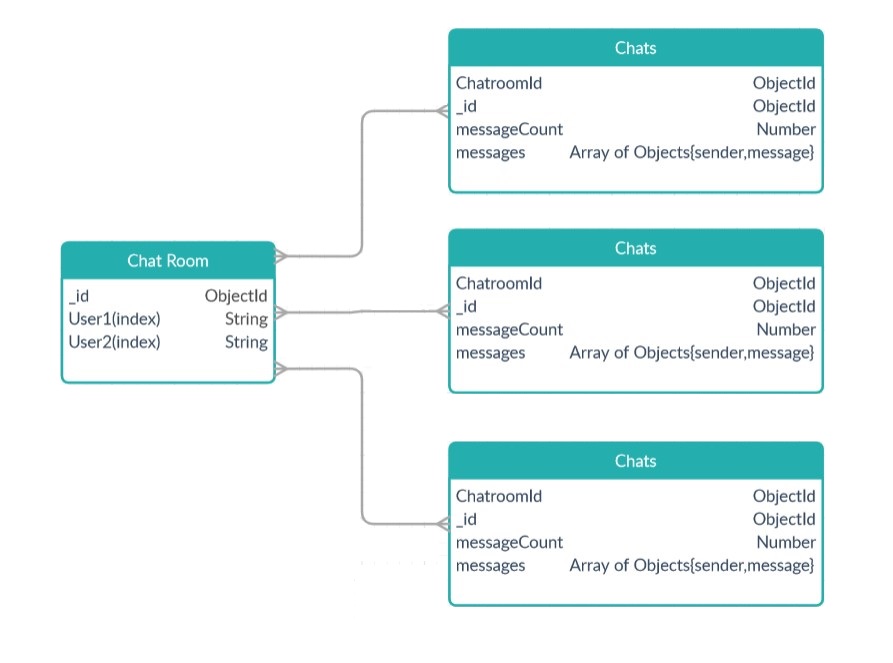 Chats
ChatroomId ObjectId
_id ObjectId
messageCount Number
messages Array of Objects{sender,message}
Chat Room
_id ObjectId
User1(index) String
User2(index) String
Chats
ChatroomId ObjectId
_id ObjectId
messageCount Number
messages Array of Objects{sender,message}
Chats
ChatroomId ObjectId
_id ObjectId
messageCount Number
messages Array of Objects{sender,message}